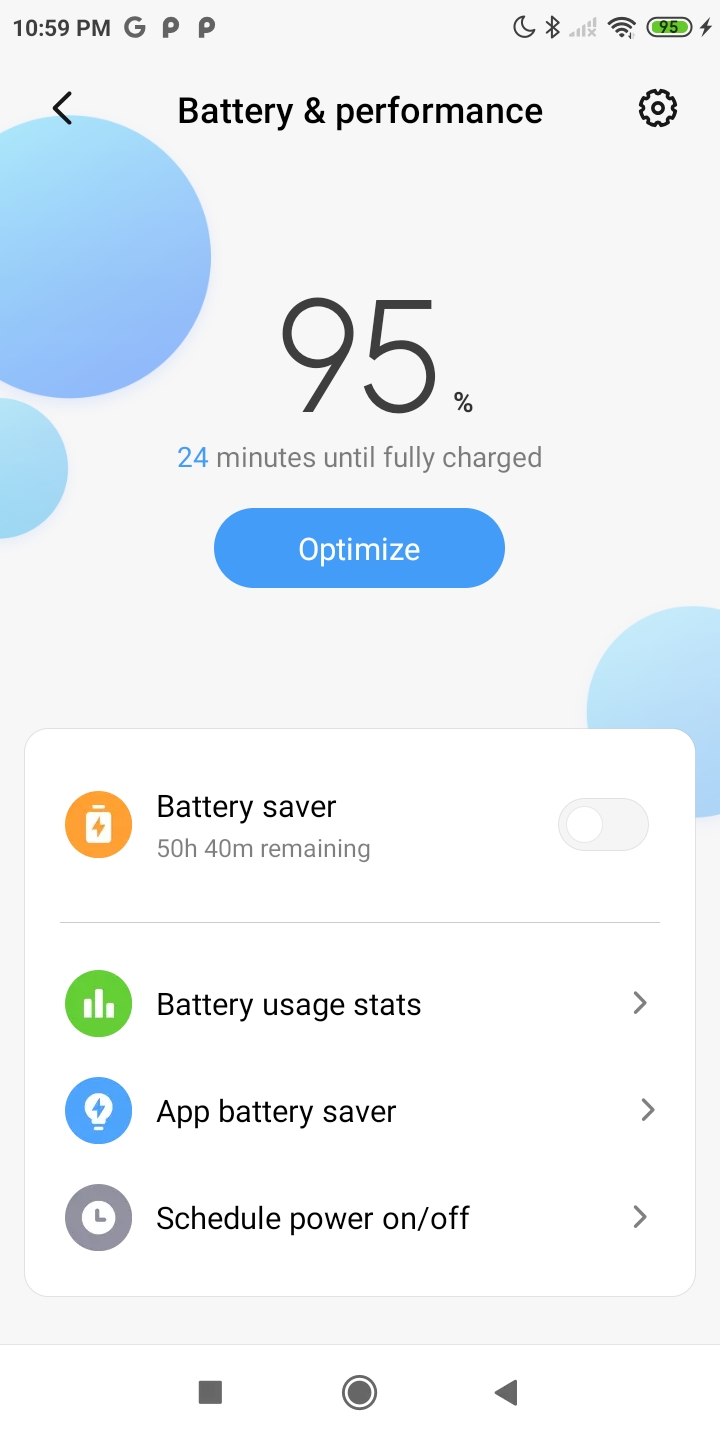 10:59 PM G P P 95
Battery & performance
95 %
24 minutes until fully charged
Optimize
Battery saver
50h 40m remaining
Battery usage stats
App battery saver
Schedule power on/off